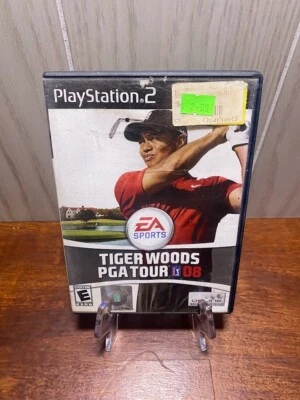 PlayStation®2
EA
SPORTS
TIGER WOODS
PGA TOUR 08
E